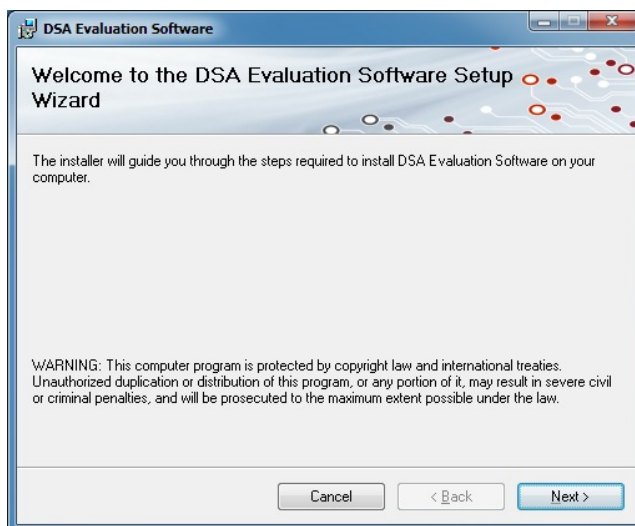 DSA Evaluation Software
Welcome to the DSA Evaluation Software Setup
Wizard
The installer will guide you through the steps required to install DSA Evaluation Software on your
computer.
WARNING: This computer program is protected by copyright law and international treaties.
Unauthorized duplication or distribution of this program, or any portion of it, may result in severe civil
or criminal penalties, and will be prosecuted to the maximum extent possible under the law.
Cancel
< Back
Next >